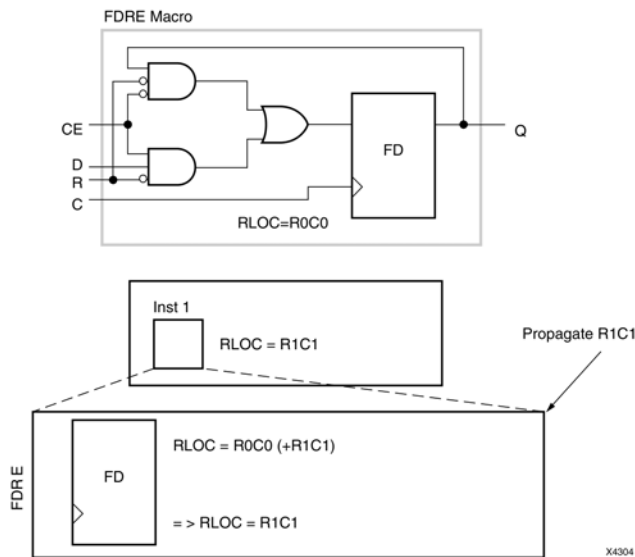 FDRE Macro
CE
D
R
C
FD
Q
RLOC=R0C0
Inst 1
RLOC = R1C1
Propagate R1C1
FDR E
FD
RLOC = R0C0 (+R1C1)
= > RLOC = R1C1
X4304